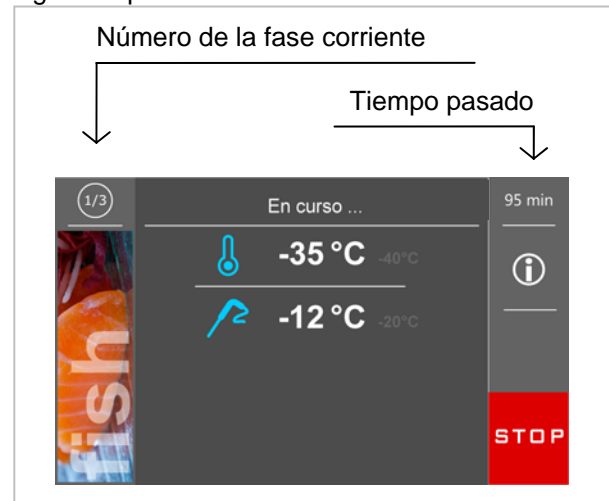 Número de la fase corriente
Tiempo pasado
1/3
En curso ...
95 min
-35 °C -40°C
-12 °C -20°C
fish
STOP